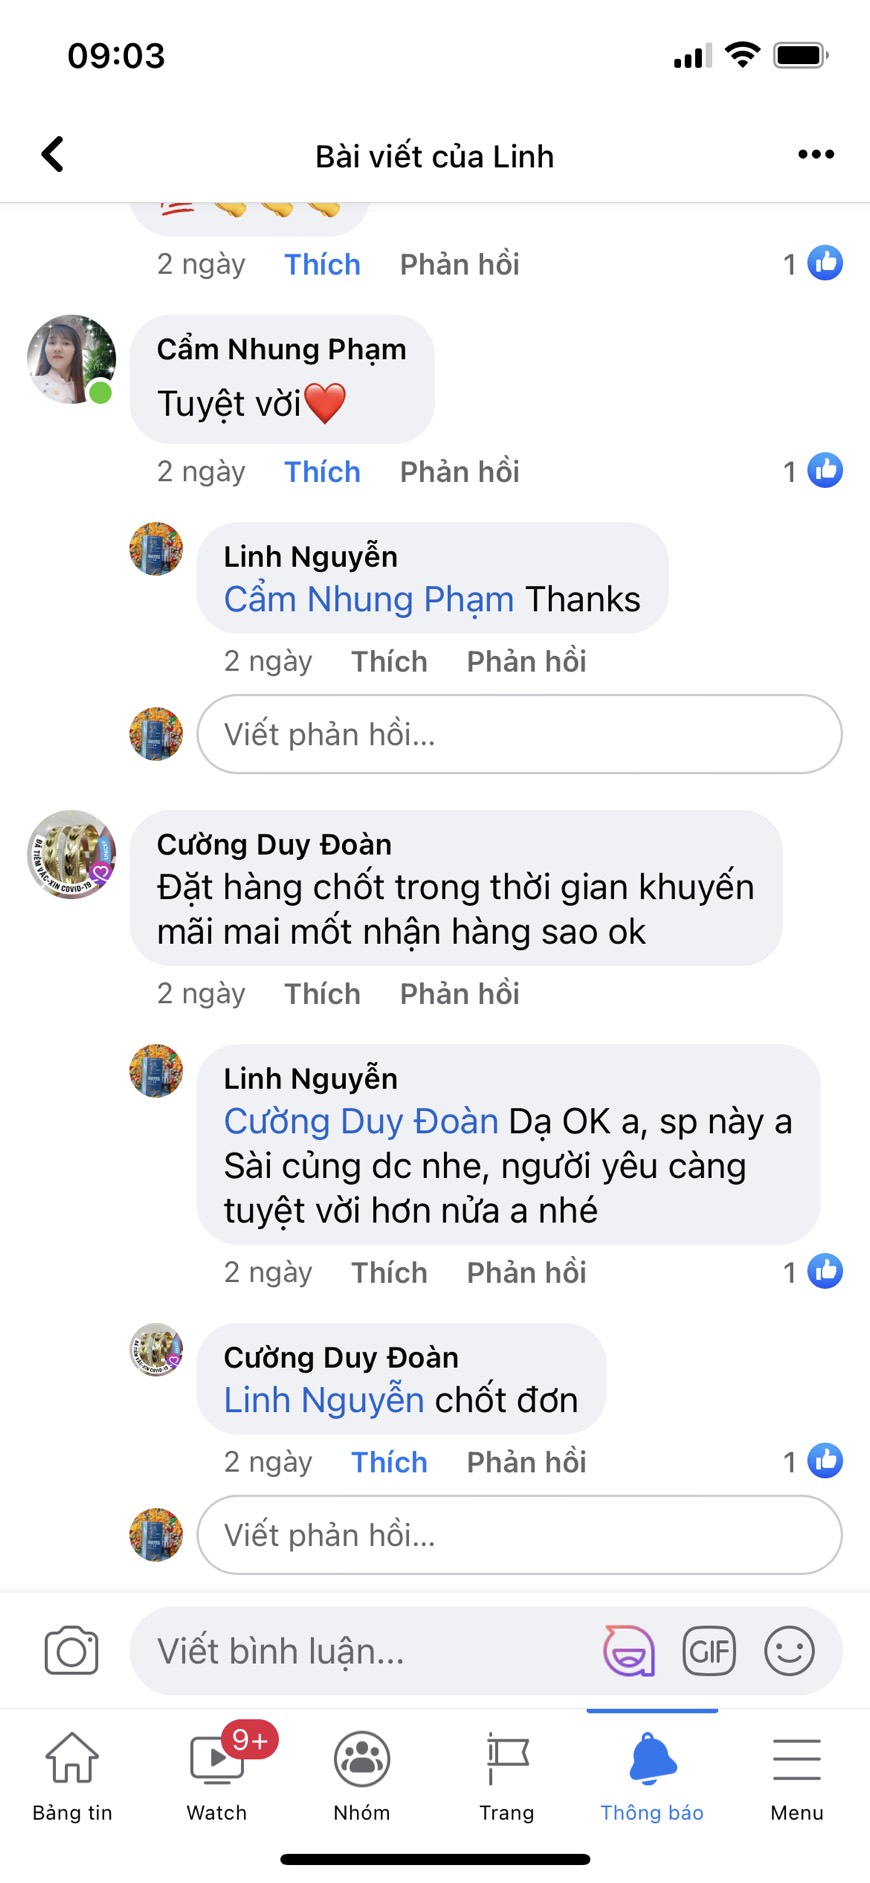 09:03
Bài viết của Linh
2 ngày Thích Phản hồi 1
Cẩm Nhung Phạm
Tuyệt vời❤️
2 ngày Thích Phản hồi 1
Linh Nguyễn
Cẩm Nhung Phạm Thanks
2 ngày Thích Phản hồi
Viết phản hồi...
Cường Duy Đoàn
Đặt hàng chốt trong thời gian khuyến
mãi mai mốt nhận hàng sao ok
2 ngày Thích Phản hồi
Linh Nguyễn
Cường Duy Đoàn Dạ OK a, sp này a
Sài củng dc nhe, người yêu càng
tuyệt vời hơn nửa a nhé
2 ngày Thích Phản hồi 1
Cường Duy Đoàn
Linh Nguyễn chốt đơn
2 ngày Thích Phản hồi 1
Viết phản hồi...
Viết bình luận...
GIF
9+
Bảng tin Watch Nhóm Trang Thông báo Menu